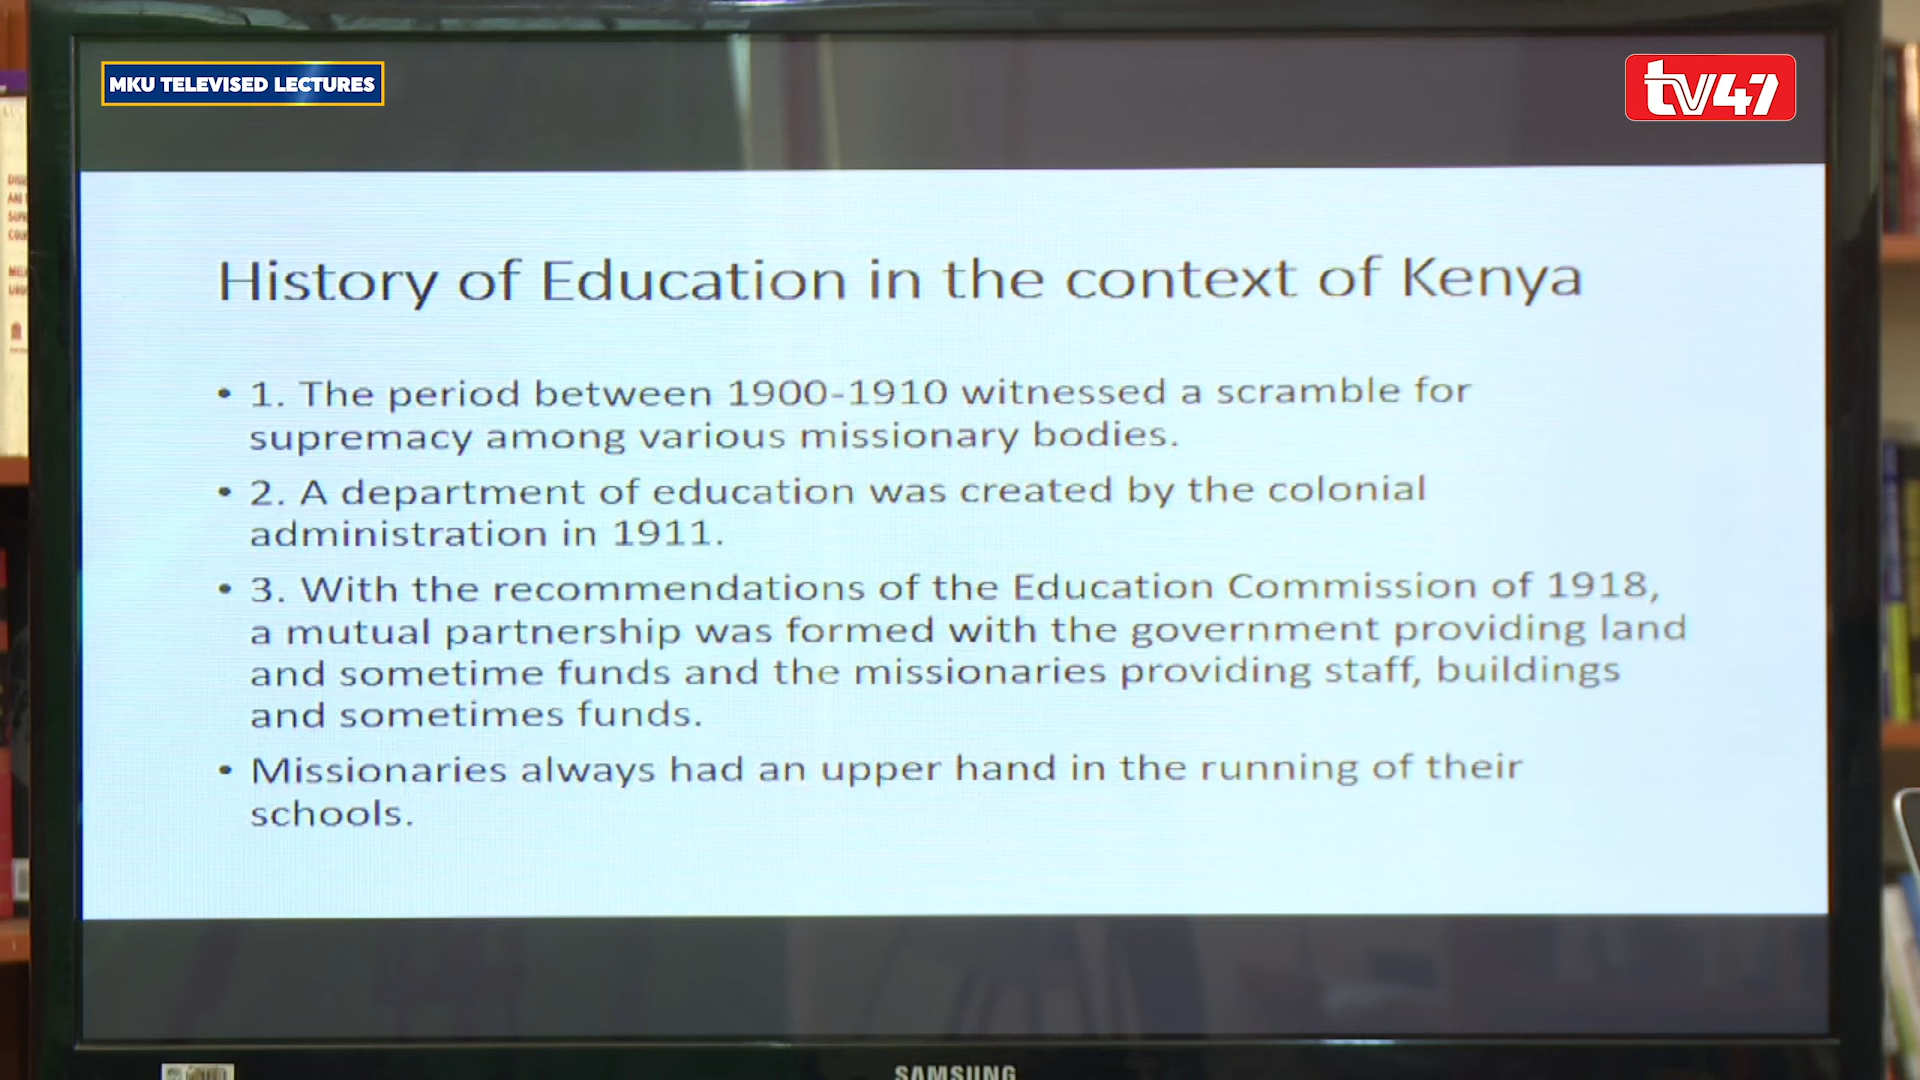 MKU TELEVISED LECTURES
tv47
History of Education in the context of Kenya
• 1. The period between 1900-1910 witnessed a scramble for
supremacy among various missionary bodies.
• 2. A department of education was created by the colonial
administration in 1911.
• 3. With the recommendations of the Education Commission of 1918,
a mutual partnership was formed with the government providing land
and sometime funds and the missionaries providing staff, buildings
and sometimes funds.
• Missionaries always had an upper hand in the running of their
schools.
SAMSUNG